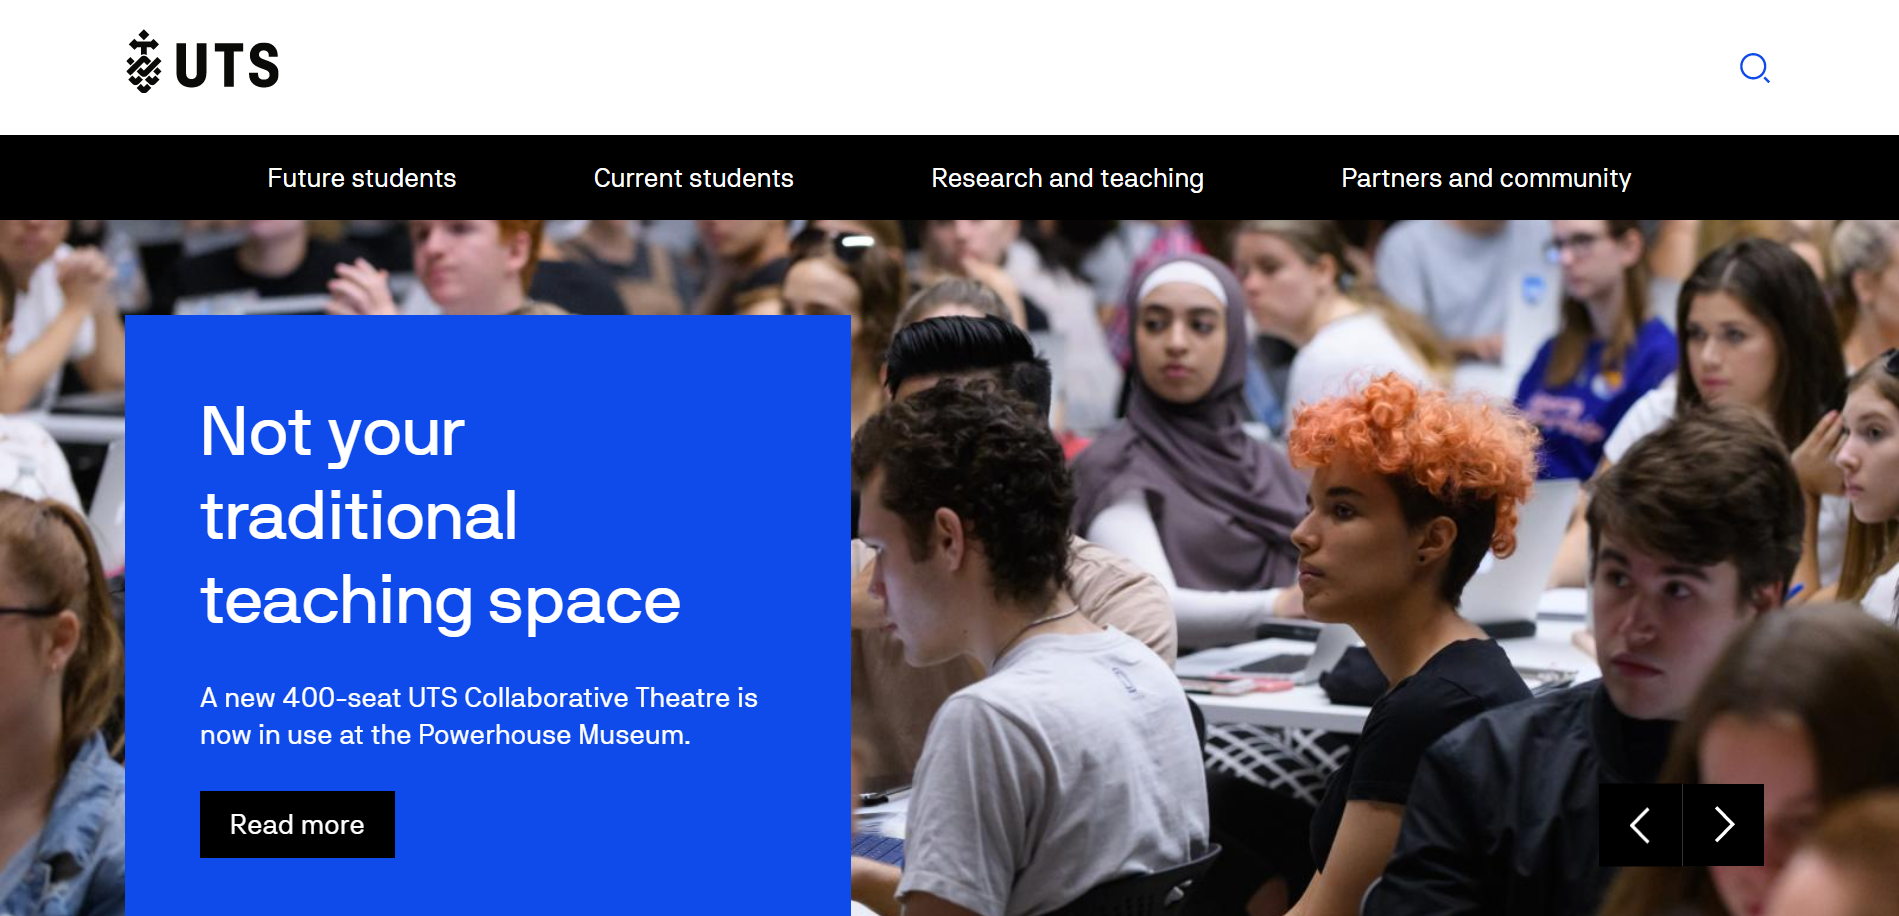 UTS
Future students
Current students
Research and teaching
Partners and community
Not your
traditional
teaching space
A new 400-seat UTS Collaborative Theatre is
now in use at the Powerhouse Museum.
Read more